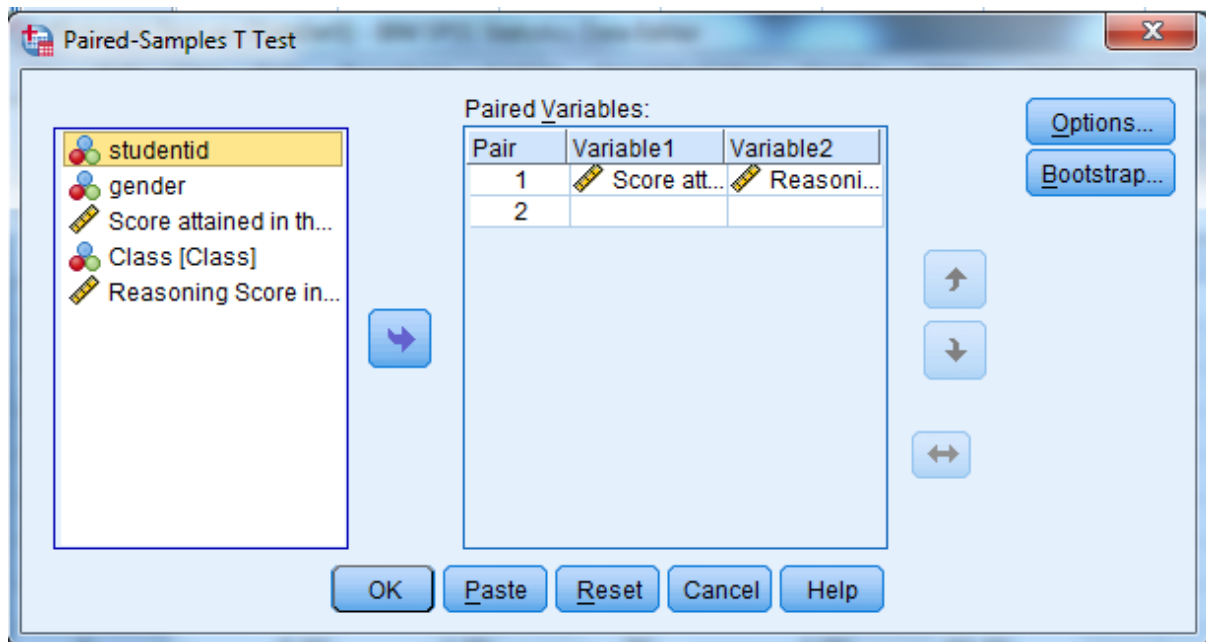 Paired-Samples T Test
Paired Variables:
studentid
gender
Score attained in th...
Class [Class]
Reasoning Score in...
Pair Variable1 Variable2
1 Score att... Reasoni...
2
Options...
Bootstrap...
OK Paste Reset Cancel Help